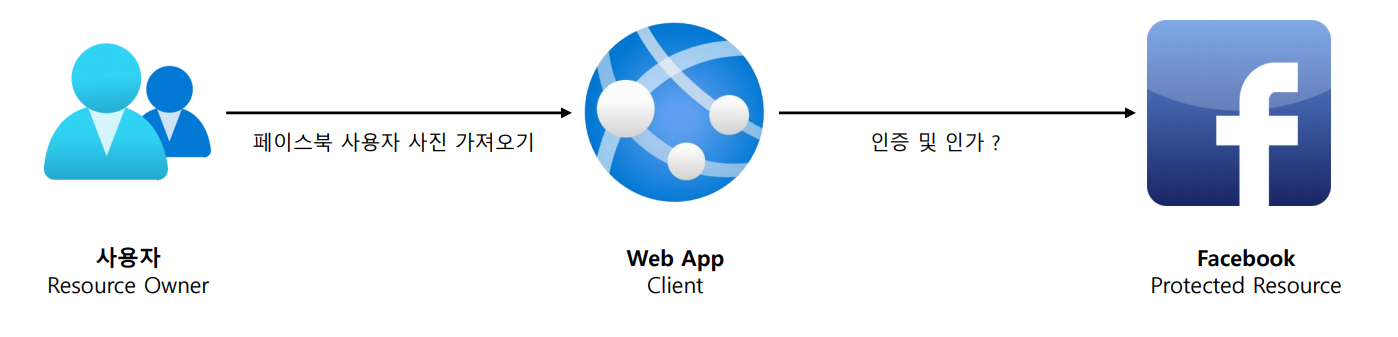 페이스북 사용자 사진 가져오기
인증 및 인가 ?
사용자
Resource Owner
Web App
Client
Facebook
Protected Resource